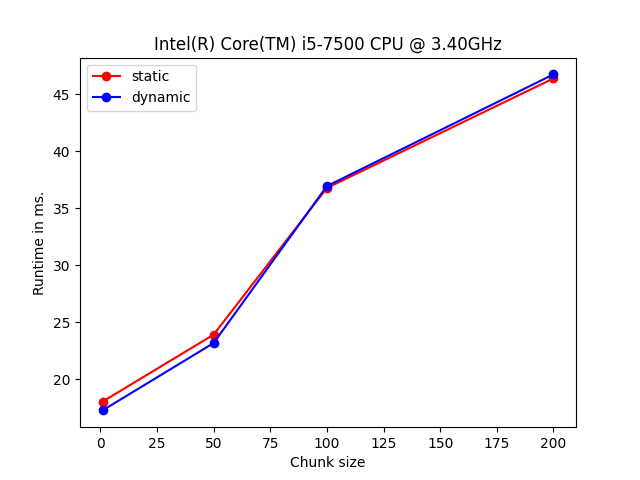 Intel(R) Core(TM) i5-7500 CPU @ 3.40GHz
static
dynamic
45
40
35
30
25
20
Runtime in ms.
0 25 50 75 100 125 150 175 200
Chunk size